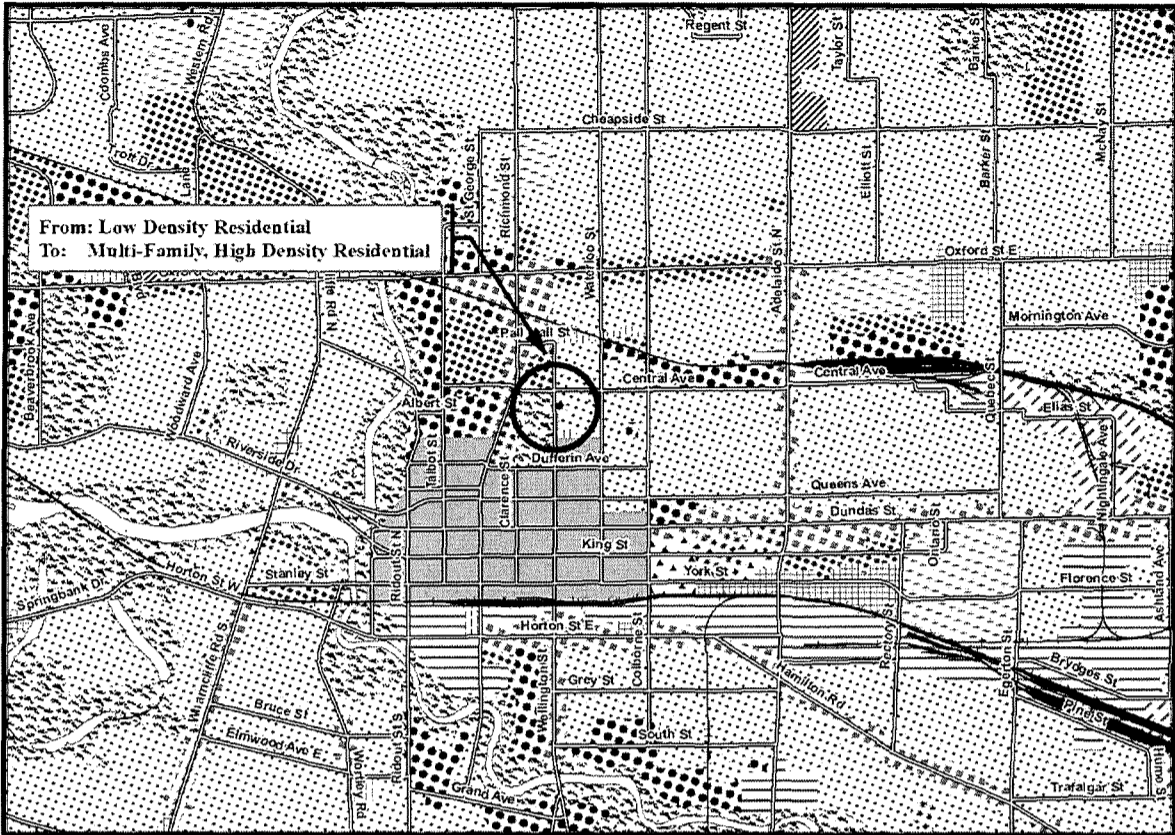 Regent St
Coombs Ave
Western Rd
Taylor St
Barker St
Cheapside St
St George St
Richmond St
Elliott St
Barker St
McKay St
Lane
From: Low Density Residential
To: Multi-Family, High Density Residential
Waterloo St
Adelaide St N
Oxford St E
Beaverbrook Ave
Woodward Ave
Rd N
Mornington Ave
Central Ave
Central Ave
Quebec St
Albert St
Elias St
Nightingale Ave
Riverside Dr
Talbot St
Clarence St
Dufferin Ave
Queens Ave
Dundas St
Ontario St
King St
York St
Ridout St N
Horton St W
Stanley St
Springbank Dr
Florence St
Ashland Ave
Horton St E
Rectory St
Egerton St
Brydges St
Pine St
Wharncliffe Rd S
Wellington St
Colborne St
Grey St
Hamilton Rd
Bruce St
Elmwood Ave E
Wortley Rd
Ridout St S
South St
Grand Ave
Trafalgar St